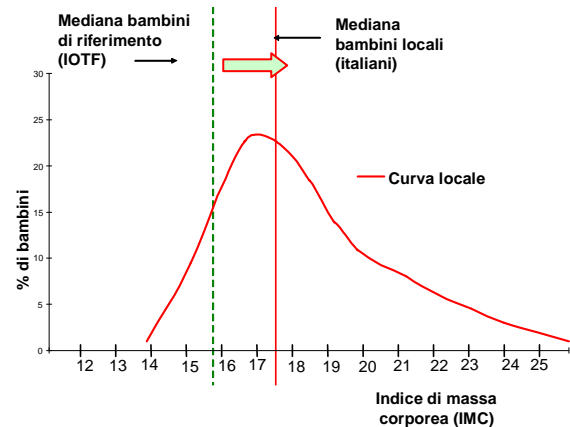 Mediana bambini
di riferimento
(IOTF)
Mediana
bambini locali
(italiani)
% di bambini
30
25
20
15
10
5
0
Curva locale
12 13 14 15 16 17 18 19 20 21 22 23 24 25
Indice di massa
corporea (IMC)